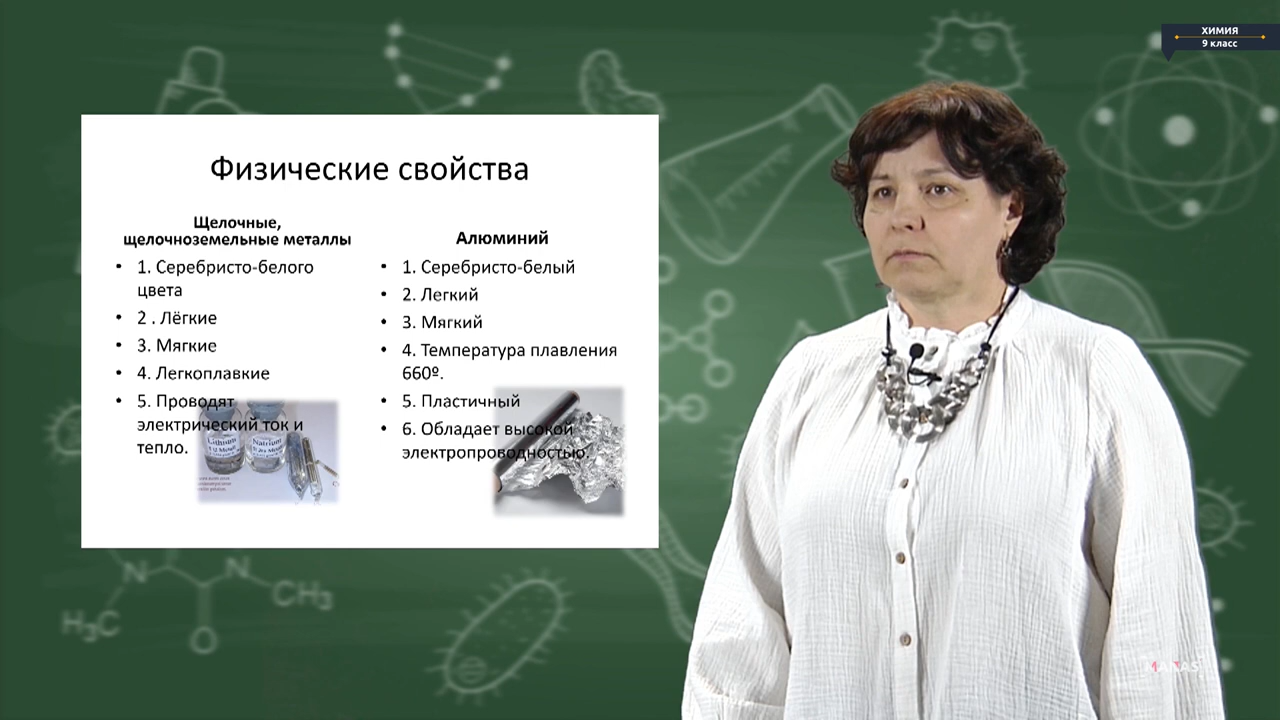 ХИМИЯ
9 класс
Физические свойства
Щелочные,
щелочноземельные металлы
• 1. Серебристо-белого
цвета
• 2 . Лёгкие
• 3. Мягкие
• 4. Легкоплавкие
• 5. Проводят
электрический ток и
тепло.
Lithium
Natrium
Алюминий
• 1. Серебристо-белый
• 2. Легкий
• 3. Мягкий
• 4. Температура плавления
660º.
• 5. Пластичный
• 6. Обладает высокой
электропроводностью.
N
N
CH₃
H₃C
O